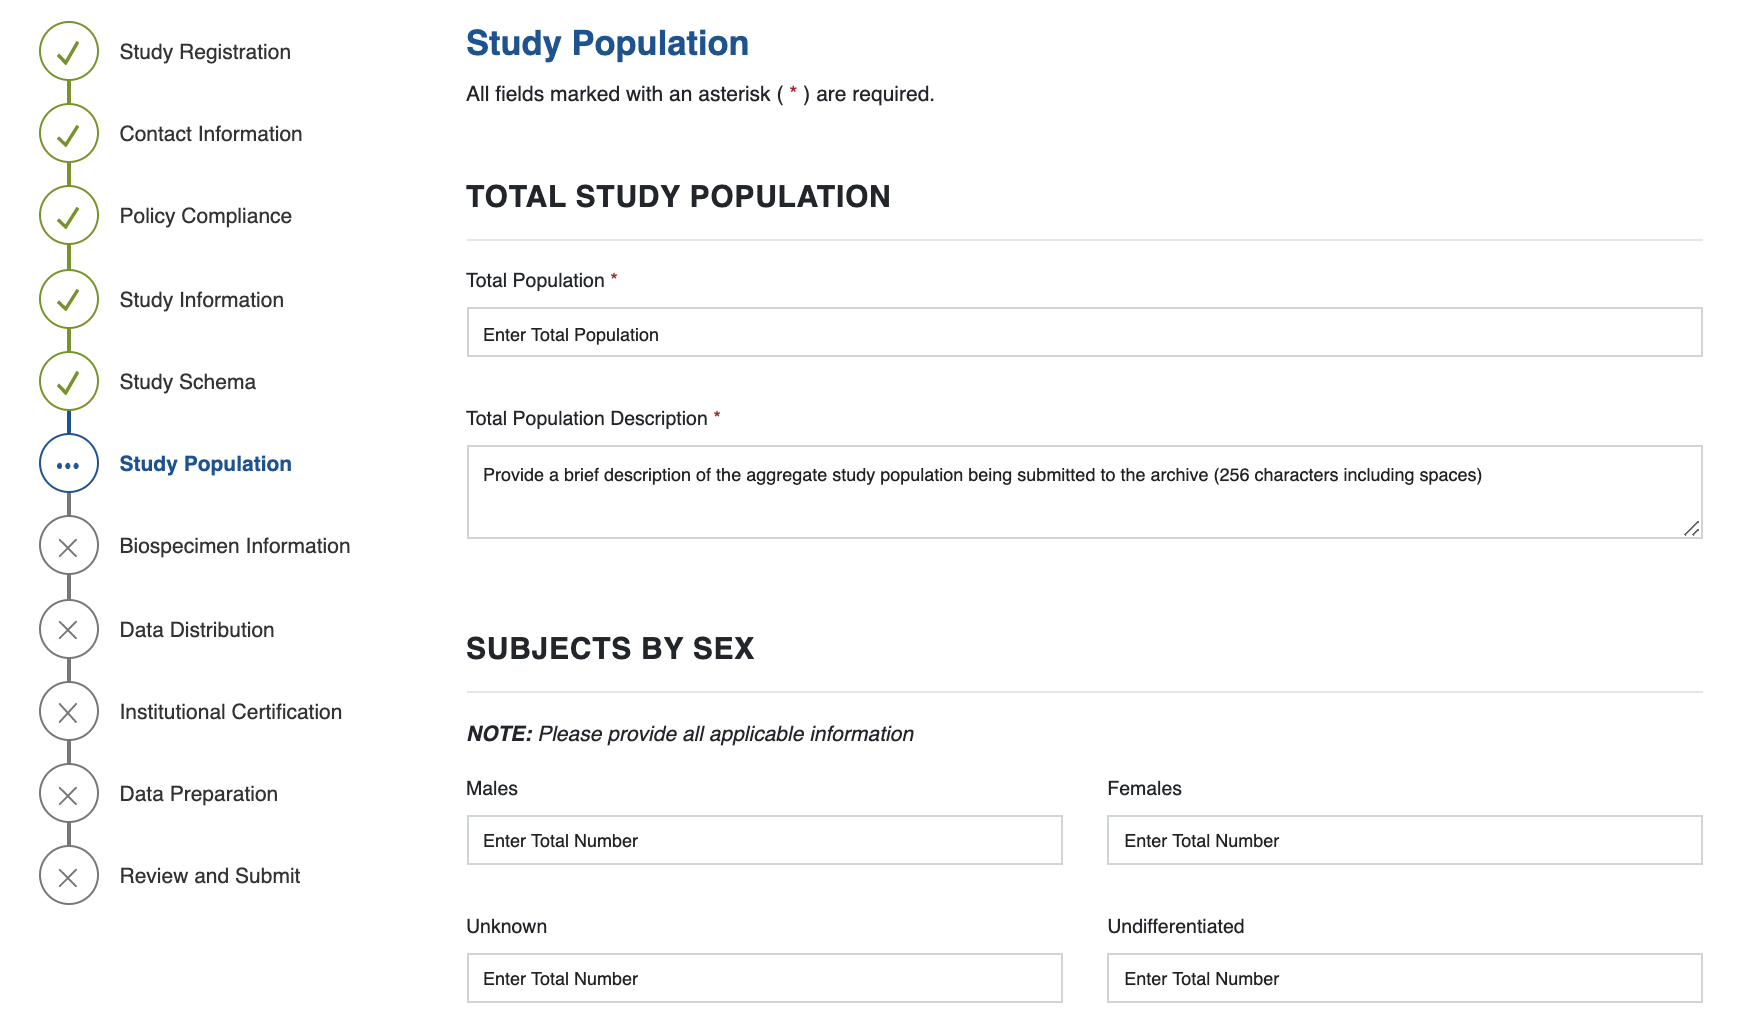 Study Registration
Contact Information
Policy Compliance
Study Information
Study Schema
Study Population
Biospecimen Information
Data Distribution
Institutional Certification
Data Preparation
Review and Submit
Study Population
All fields marked with an asterisk ( * ) are required.
TOTAL STUDY POPULATION
Total Population *
Enter Total Population
Total Population Description *
Provide a brief description of the aggregate study population being submitted to the archive (256 characters including spaces)
SUBJECTS BY SEX
NOTE: Please provide all applicable information
Males
Enter Total Number
Females
Enter Total Number
Unknown
Enter Total Number
Undifferentiated
Enter Total Number